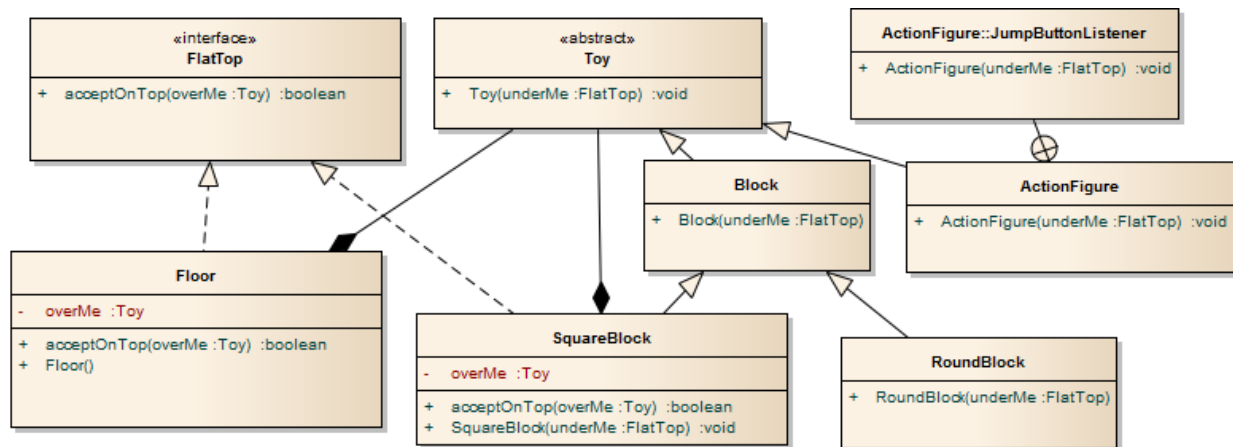 «interface»
FlatTop
+ acceptOnTop(overMe :Toy) :boolean
«abstract»
Toy
+ Toy(underMe :FlatTop) :void
ActionFigure::JumpButtonListener
+ ActionFigure(underMe :FlatTop) :void
Block
+ Block(underMe :FlatTop)
ActionFigure
+ ActionFigure(underMe :FlatTop) :void
Floor
- overMe :Toy
+ acceptOnTop(overMe :Toy) :boolean
+ Floor()
SquareBlock
- overMe :Toy
+ acceptOnTop(overMe :Toy) :boolean
+ SquareBlock(underMe :FlatTop) :void
RoundBlock
+ RoundBlock(underMe :FlatTop)